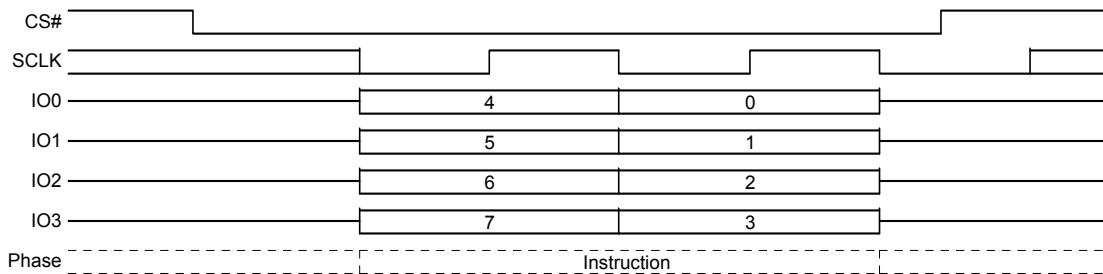 CS#
SCLK
IO0 4 0
IO1 5 1
IO2 6 2
IO3 7 3
Phase Instruction